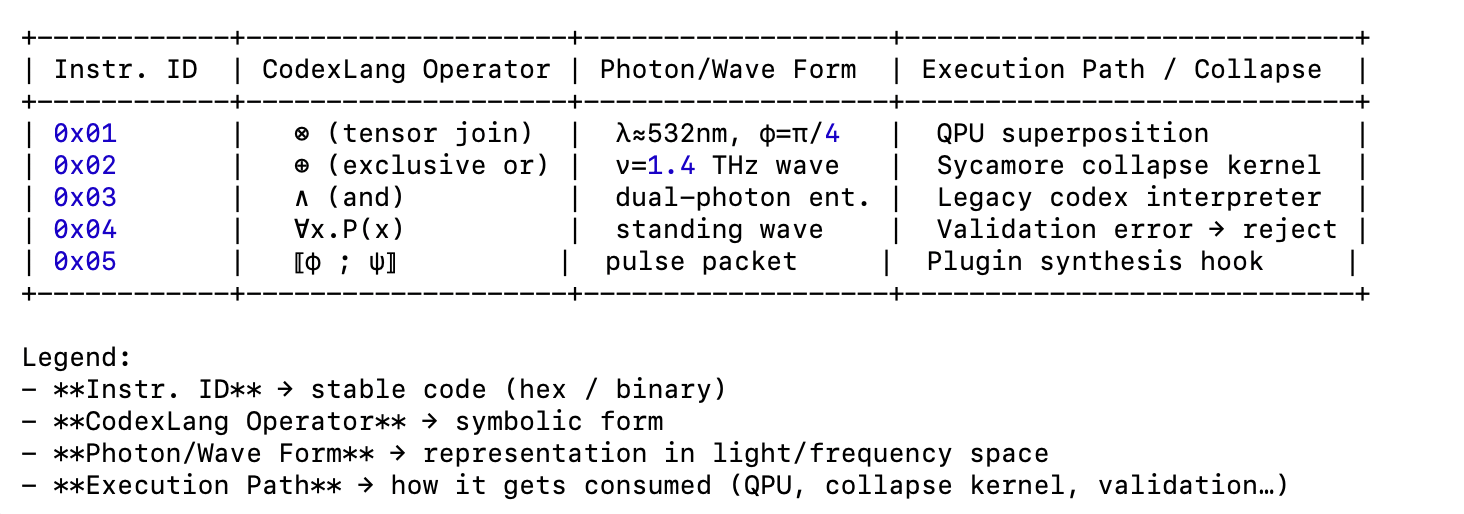 +------------+--------------------+--------------------+----------------------------+
| Instr. ID  | CodexLang Operator | Photon/Wave Form  | Execution Path / Collapse  |
+------------+--------------------+--------------------+----------------------------+
| 0x01       |   ⊗ (tensor join)  |  λ≈532nm, φ=π/4   |  QPU superposition         |
| 0x02       |   ⊕ (exclusive or) |  ν=1.4 THz wave   |  Sycamore collapse kernel  |
| 0x03       |   ∧ (and)          |  dual-photon ent. |  Legacy codex interpreter  |
| 0x04       |   ∀x.P(x)          |  standing wave    |  Validation error → reject |
| 0x05       |   ⟦φ ; ψ⟧          |  pulse packet     |  Plugin synthesis hook     |
+------------+--------------------+--------------------+----------------------------+
Legend:
- **Instr. ID** → stable code (hex / binary)
- **CodexLang Operator** → symbolic form
- **Photon/Wave Form** → representation in light/frequency space
- **Execution Path** → how it gets consumed (QPU, collapse kernel, validation…)